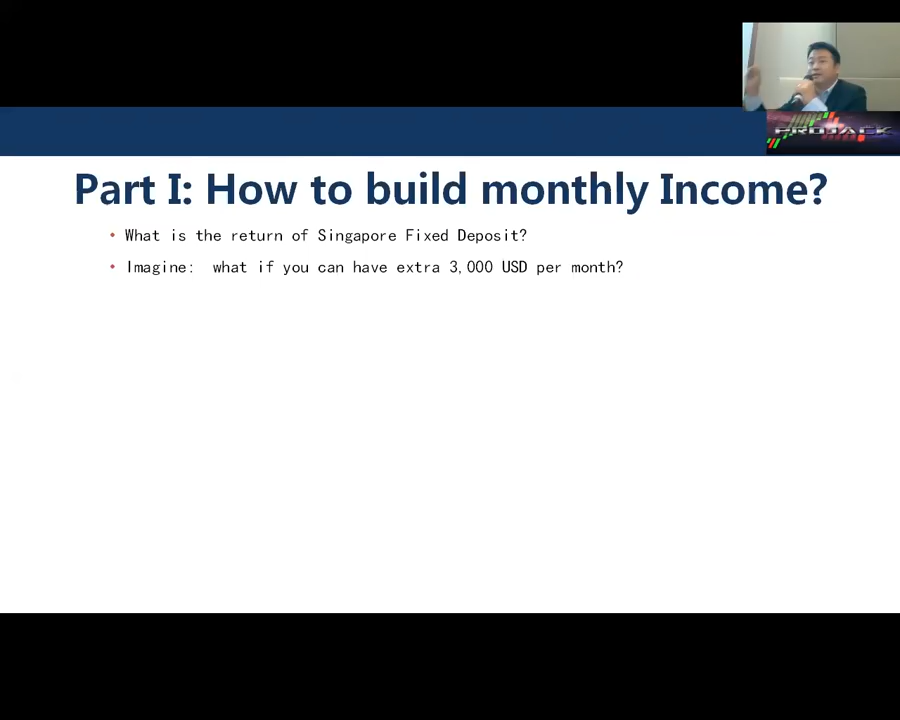 PROJACK
Part I: How to build monthly Income?
• What is the return of Singapore Fixed Deposit?
• Imagine: what if you can have extra 3,000 USD per month?